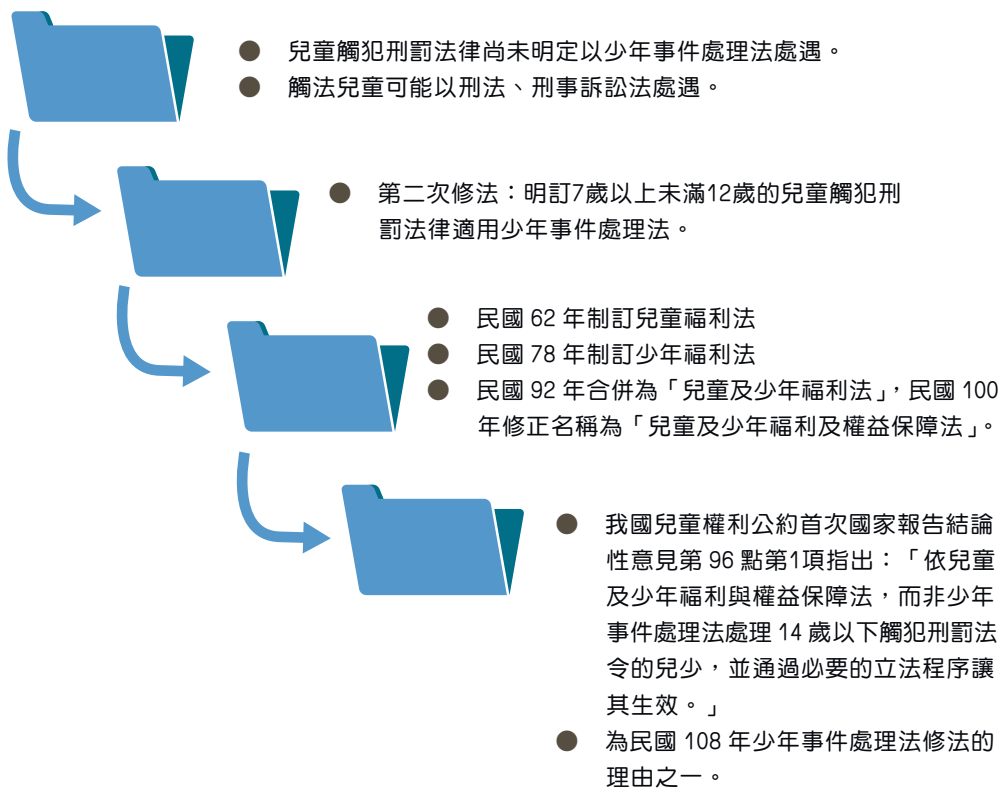 ● 兒童觸犯刑罰法律尚未明定以少年事件處理法處遇。
● 觸法兒童可能以刑法、刑事訴訟法處遇。
● 第二次修法：明訂7歲以上未滿12歲的兒童觸犯刑
罰法律適用少年事件處理法。
● 民國 62 年制訂兒童福利法
● 民國 78 年制訂少年福利法
● 民國 92 年合併為「兒童及少年福利法」，民國 100
年修正名稱為「兒童及少年福利及權益保障法」。
● 我國兒童權利公約首次國家報告結論
性意見第 96 點第1項指出：「依兒童
及少年福利與權益保障法，而非少年
事件處理法處理 14 歲以下觸犯刑罰法
令的兒少，並通過必要的立法程序讓
其生效。」
● 為民國 108 年少年事件處理法修法的
理由之一。